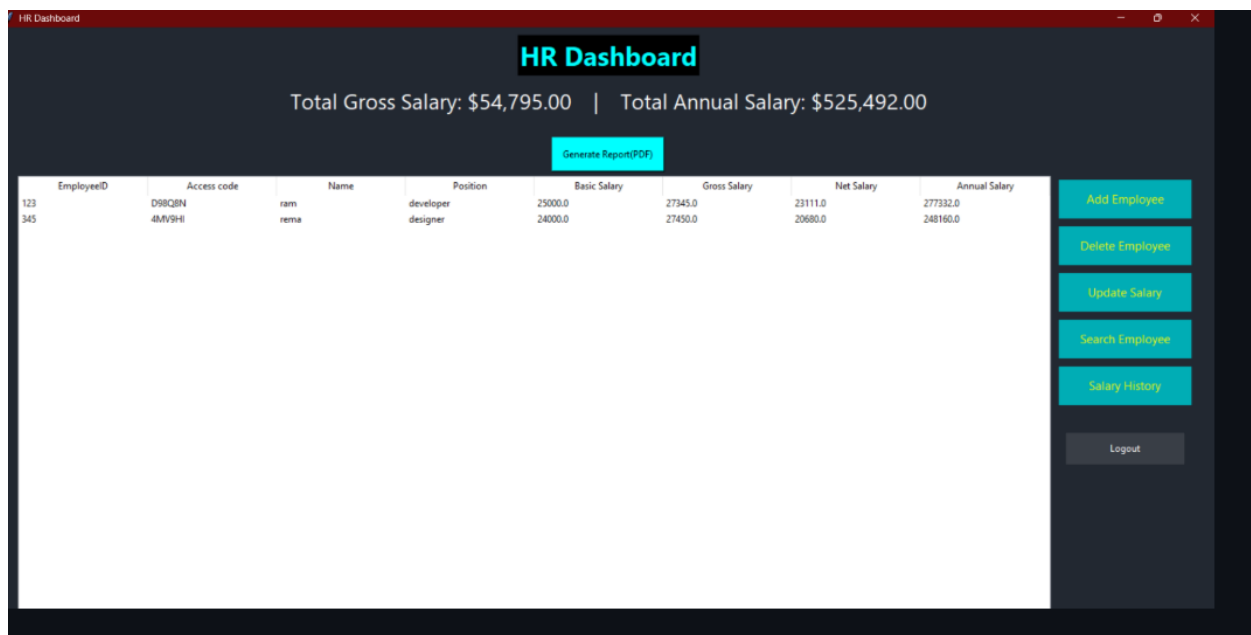 HR Dashboard
HR Dashboard
Total Gross Salary: $54,795.00 | Total Annual Salary: $525,492.00
Generate Report(PDF)
EmployeeID Access code Name Position Basic Salary Gross Salary Net Salary Annual Salary
123 D98Q8N ram developer 25000.0 27345.0 23111.0 277332.0
345 4MV9HI rema designer 24000.0 27450.0 20680.0 248160.0
Add Employee
Delete Employee
Update Salary
Search Employee
Salary History
Logout